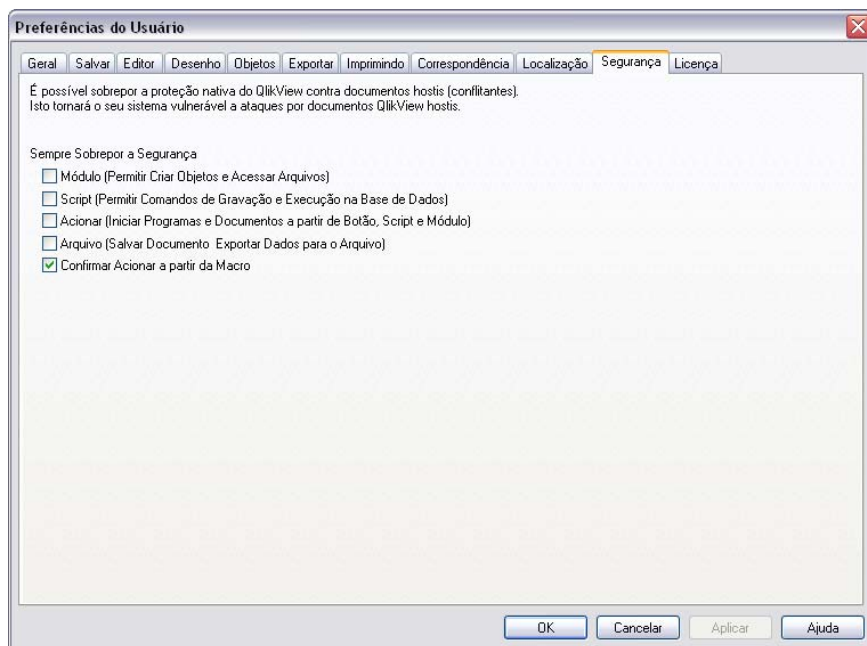 Preferências do Usuário
Geral Salvar Editor Desenho Objetos Exportar Imprimindo Correspondência Localização Segurança Licença
É possível sobrepor a proteção nativa do QlikView contra documentos hostis (conflitantes).
Isto tornará o seu sistema vulnerável a ataques por documentos QlikView hostis.
Sempre Sobrepor a Segurança
Módulo (Permitir Criar Objetos e Acessar Arquivos)
Script (Permitir Comandos de Gravação e Execução na Base de Dados)
Acionar (Iniciar Programas e Documentos a partir de Botão, Script e Módulo)
Arquivo (Salvar Documento Exportar Dados para o Arquivo)
Confirmar Acionar a partir da Macro
OK Cancelar Aplicar Ajuda